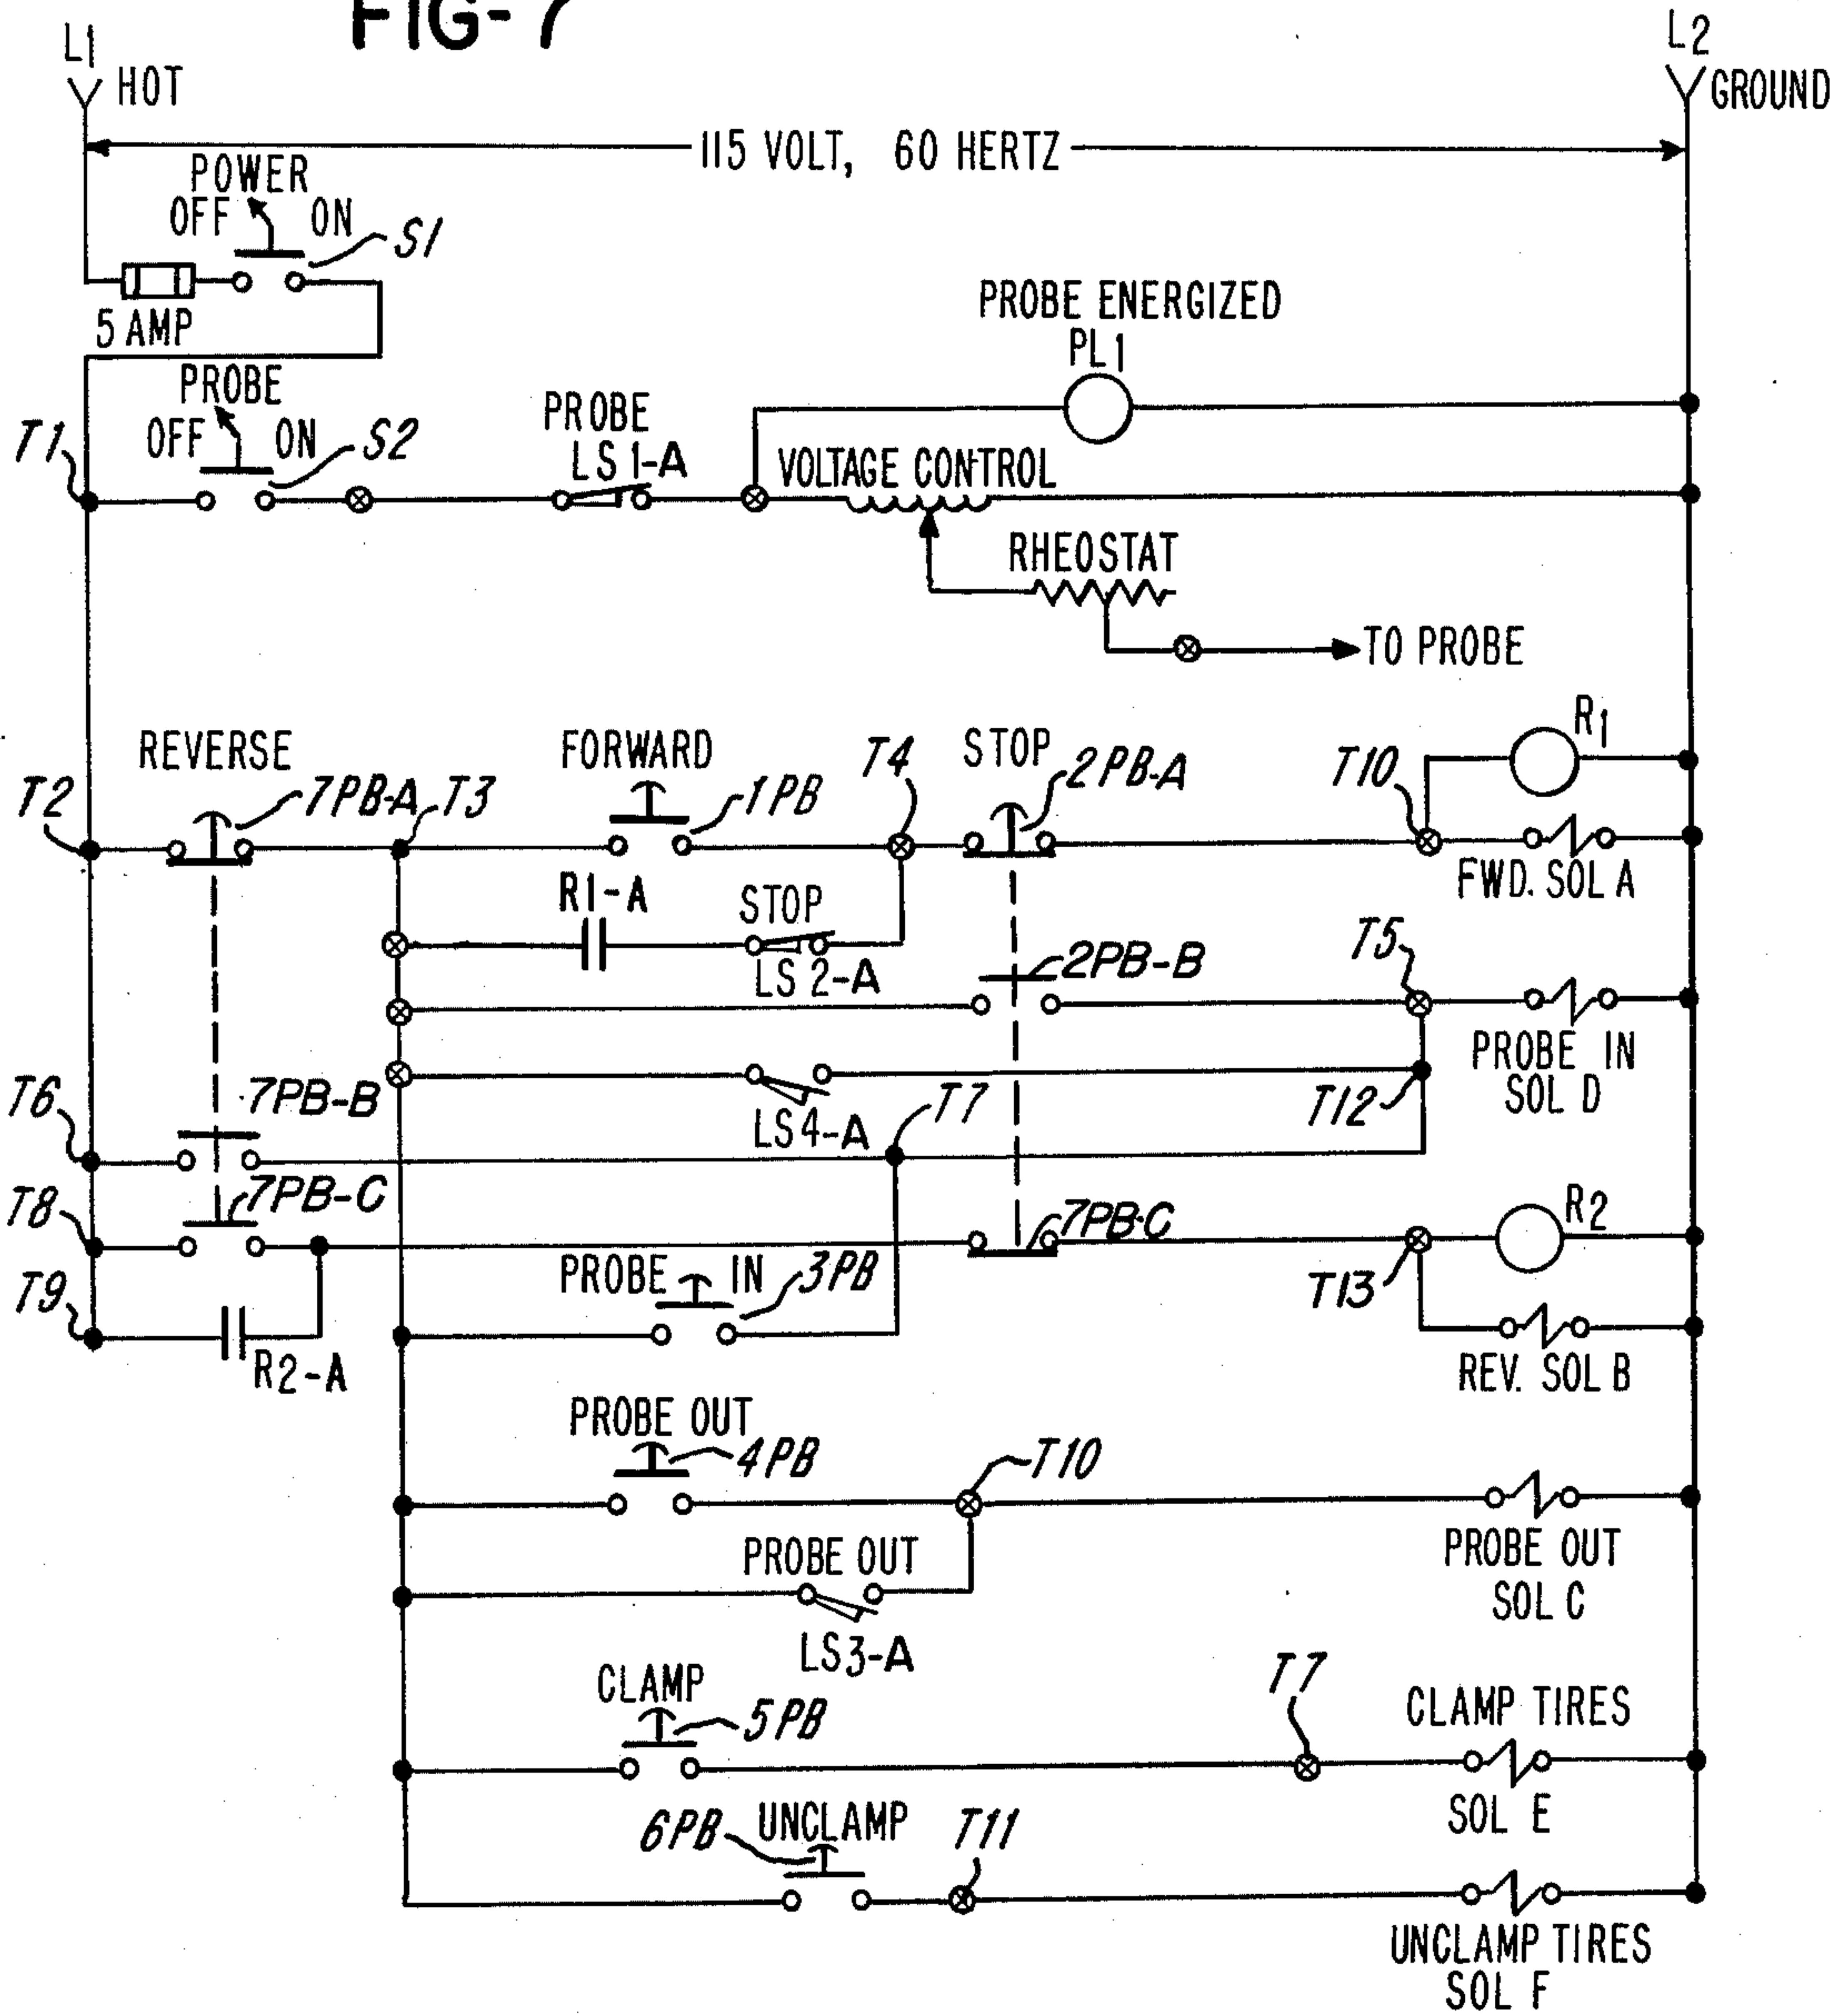 FIG-7
L1
HOT
L2
GROUND
115 VOLT, 60 HERTZ
POWER
OFF ON
S1
5 AMP
PROBE ENERGIZED
PL1
PROBE
OFF ON
S2
T1
PROBE
LS 1-A
VOLTAGE CONTROL
RHEOSTAT
TO PROBE
REVERSE
FORWARD
T4
STOP
2PB-A
T10
R1
T2
7PB-A
T3
1PB
FWD. SOL A
R1-A
STOP
LS 2-A
2PB-B
T5
PROBE IN
SOL D
T6
7PB-B
LS4-A
T7
T12
T8
7PB-C
7PB-C
R2
T9
PROBE IN
3PB
T13
R2-A
REV. SOL B
PROBE OUT
4PB
T10
PROBE OUT
SOL C
PROBE OUT
LS3-A
CLAMP
5PB
T7
CLAMP TIRES
SOL E
6PB
UNCLAMP
T11
UNCLAMP TIRES
SOL F